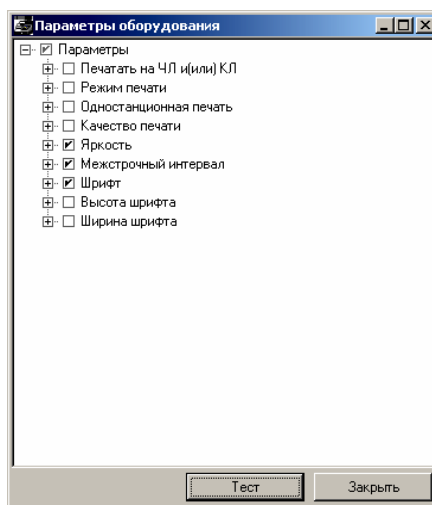 Параметры оборудования
Параметры
Печатать на ЧЛ и(или) КЛ
Режим печати
Одностанционная печать
Качество печати
Яркость
Межстрочный интервал
Шрифт
Высота шрифта
Ширина шрифта
Тест
Закрыть